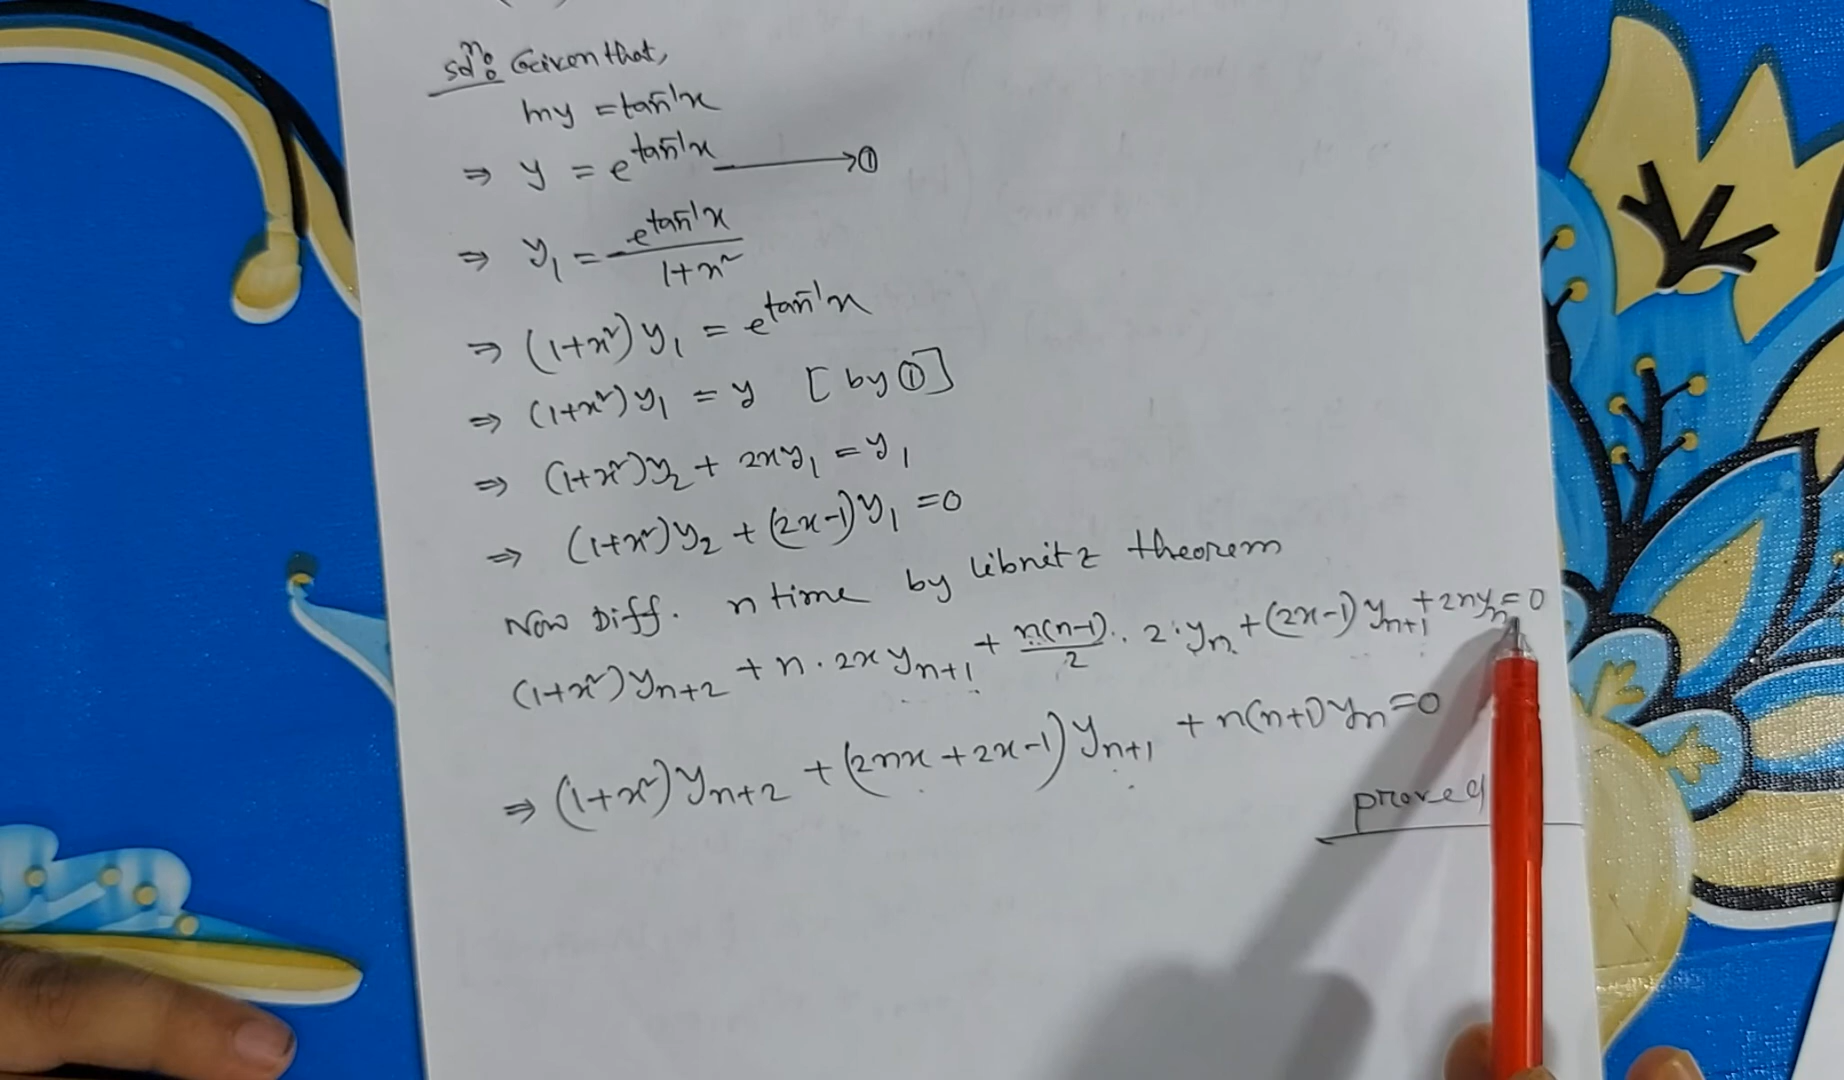 solⁿ: Given that,
lny = tan⁻¹x
⇒ y = e^{tan⁻¹x} ⟶ ①
⇒ y₁ = e^{tan⁻¹x} / (1+x²)
⇒ (1+x²) y₁ = e^{tan⁻¹x}
⇒ (1+x²) y₁ = y [by ①]
⇒ (1+x²)y₂ + 2xy₁ = y₁
⇒ (1+x²)y₂ + (2x-1)y₁ = 0
Now Diff. n time by libnitz theorem
(1+x²)yₙ₊₂ + n · 2x yₙ₊₁ + n(n-1)/2 · 2 · yₙ + (2x-1) yₙ₊₁ + 2nyₙ = 0
⇒ (1+x²)yₙ₊₂ + (2nx + 2x - 1) yₙ₊₁ + n(n+1)yₙ = 0
proved